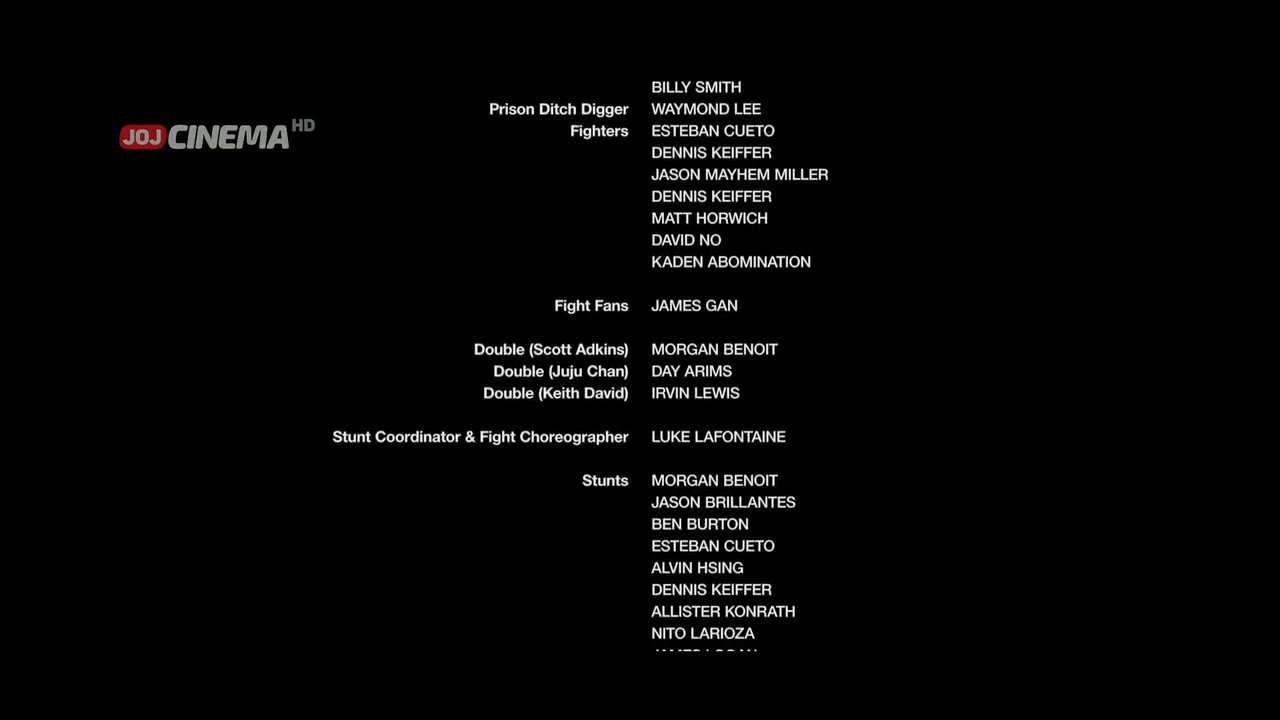 BILLY SMITH
Prison Ditch Digger WAYMOND LEE
Fighters ESTEBAN CUETO
DENNIS KEIFFER
JASON MAYHEM MILLER
DENNIS KEIFFER
MATT HORWICH
DAVID NO
KADEN ABOMINATION
Fight Fans JAMES GAN
Double (Scott Adkins) MORGAN BENOIT
Double (Juju Chan) DAY ARIMS
Double (Keith David) IRVIN LEWIS
Stunt Coordinator & Fight Choreographer LUKE LAFONTAINE
Stunts MORGAN BENOIT
JASON BRILLANTES
BEN BURTON
ESTEBAN CUETO
ALVIN HSING
DENNIS KEIFFER
ALLISTER KONRATH
NITO LARIOZA
JOJ CINEMA HD